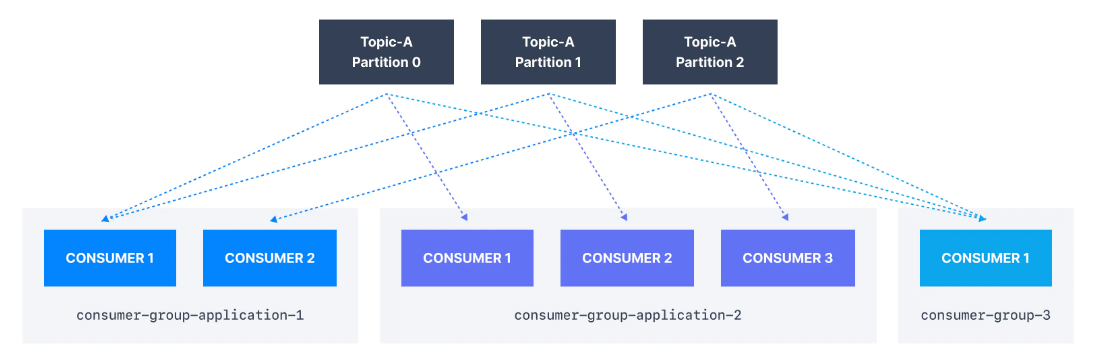 Topic-A
Partition 0
Topic-A
Partition 1
Topic-A
Partition 2
CONSUMER 1
CONSUMER 2
consumer-group-application-1
CONSUMER 1
CONSUMER 2
CONSUMER 3
consumer-group-application-2
CONSUMER 1
consumer-group-3